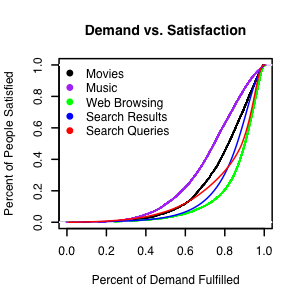 Demand vs. Satisfaction
Percent of People Satisfied
1.0
0.8
0.6
0.4
0.2
0.0
Movies
Music
Web Browsing
Search Results
Search Queries
0.0 0.2 0.4 0.6 0.8 1.0
Percent of Demand Fulfilled